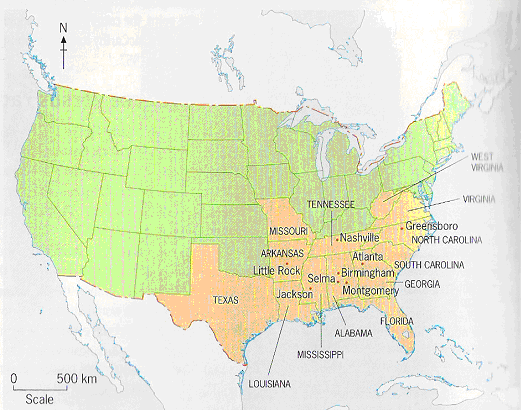 N
WEST
VIRGINIA
VIRGINIA
TENNESSEE
Greensboro
MISSOURI
Nashville
NORTH CAROLINA
ARKANSAS
Atlanta
Little Rock
SOUTH CAROLINA
Birmingham
Selma
GEORGIA
Jackson
Montgomery
TEXAS
FLORIDA
ALABAMA
MISSISSIPPI
LOUISIANA
0 500 km
Scale